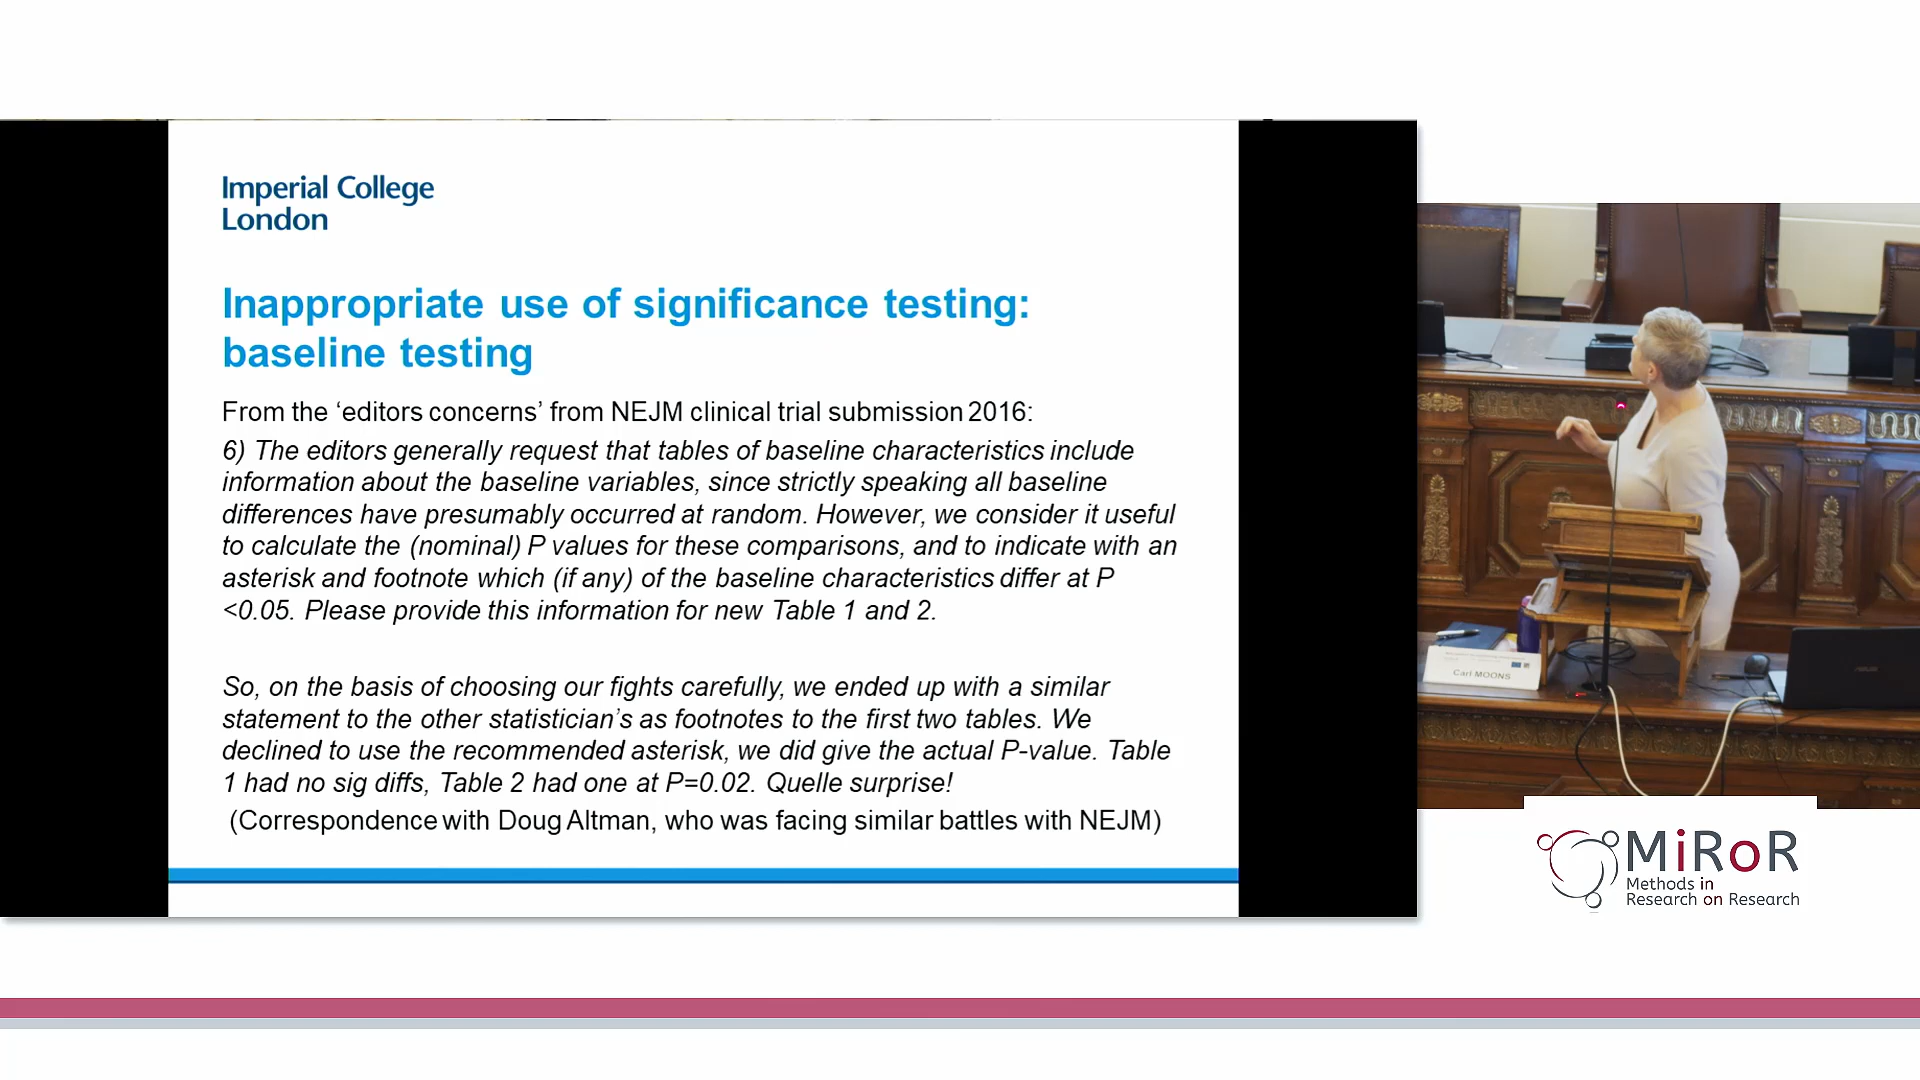 Imperial College
London
Inappropriate use of significance testing:
baseline testing
From the ‘editors concerns’ from NEJM clinical trial submission 2016:
6) The editors generally request that tables of baseline characteristics include
information about the baseline variables, since strictly speaking all baseline
differences have presumably occurred at random. However, we consider it useful
to calculate the (nominal) P values for these comparisons, and to indicate with an
asterisk and footnote which (if any) of the baseline characteristics differ at P
<0.05. Please provide this information for new Table 1 and 2.
So, on the basis of choosing our fights carefully, we ended up with a similar
statement to the other statistician’s as footnotes to the first two tables. We
declined to use the recommended asterisk, we did give the actual P-value. Table
1 had no sig diffs, Table 2 had one at P=0.02. Quelle surprise!
(Correspondence with Doug Altman, who was facing similar battles with NEJM)
Carl MOONS
MiRoR
Methods in
Research on Research